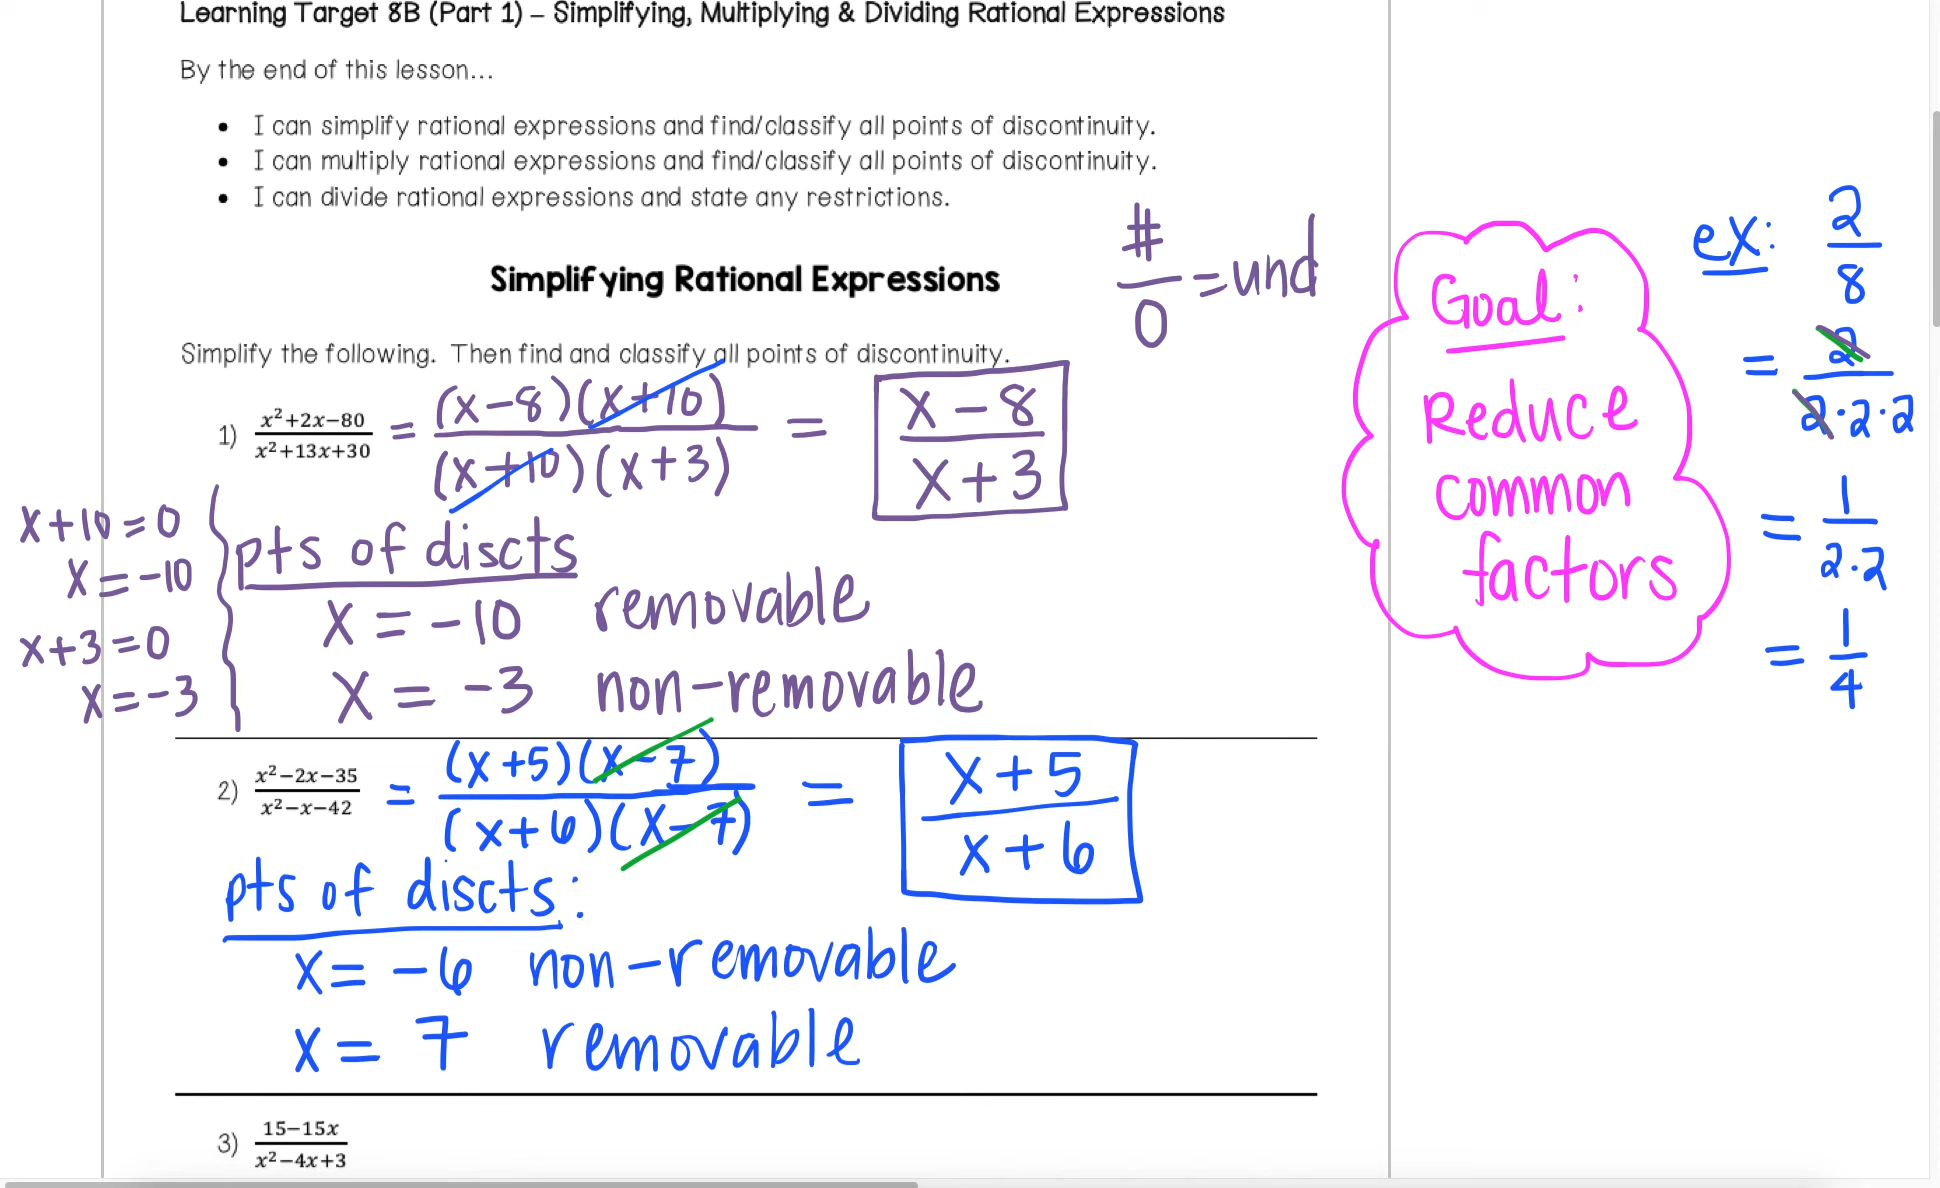 Learning Target 8B (Part 1) – Simplifying, Multiplying & Dividing Rational Expressions
By the end of this lesson...
• I can simplify rational expressions and find/classify all points of discontinuity.
• I can multiply rational expressions and find/classify all points of discontinuity.
• I can divide rational expressions and state any restrictions.
#/0 = und
Simplifying Rational Expressions
Simplify the following. Then find and classify all points of discontinuity.
1) (x²+2x−80)/(x²+13x+30) = (x-8)(x+10)/(x+10)(x+3) = (x-8)/(x+3)
x+10=0
x=-10
x+3=0
x=-3
pts of discts
x = -10 removable
x = -3 non-removable
2) (x²−2x−35)/(x²−x−42) = (x+5)(x-7)/(x+6)(x-7) = (x+5)/(x+6)
pts of discts:
x = -6 non-removable
x = 7 removable
3) (15−15x)/(x²−4x+3)
Goal:
Reduce
common
factors
ex: 2/8
= 2/2·2·2
= 1/2·2
= 1/4